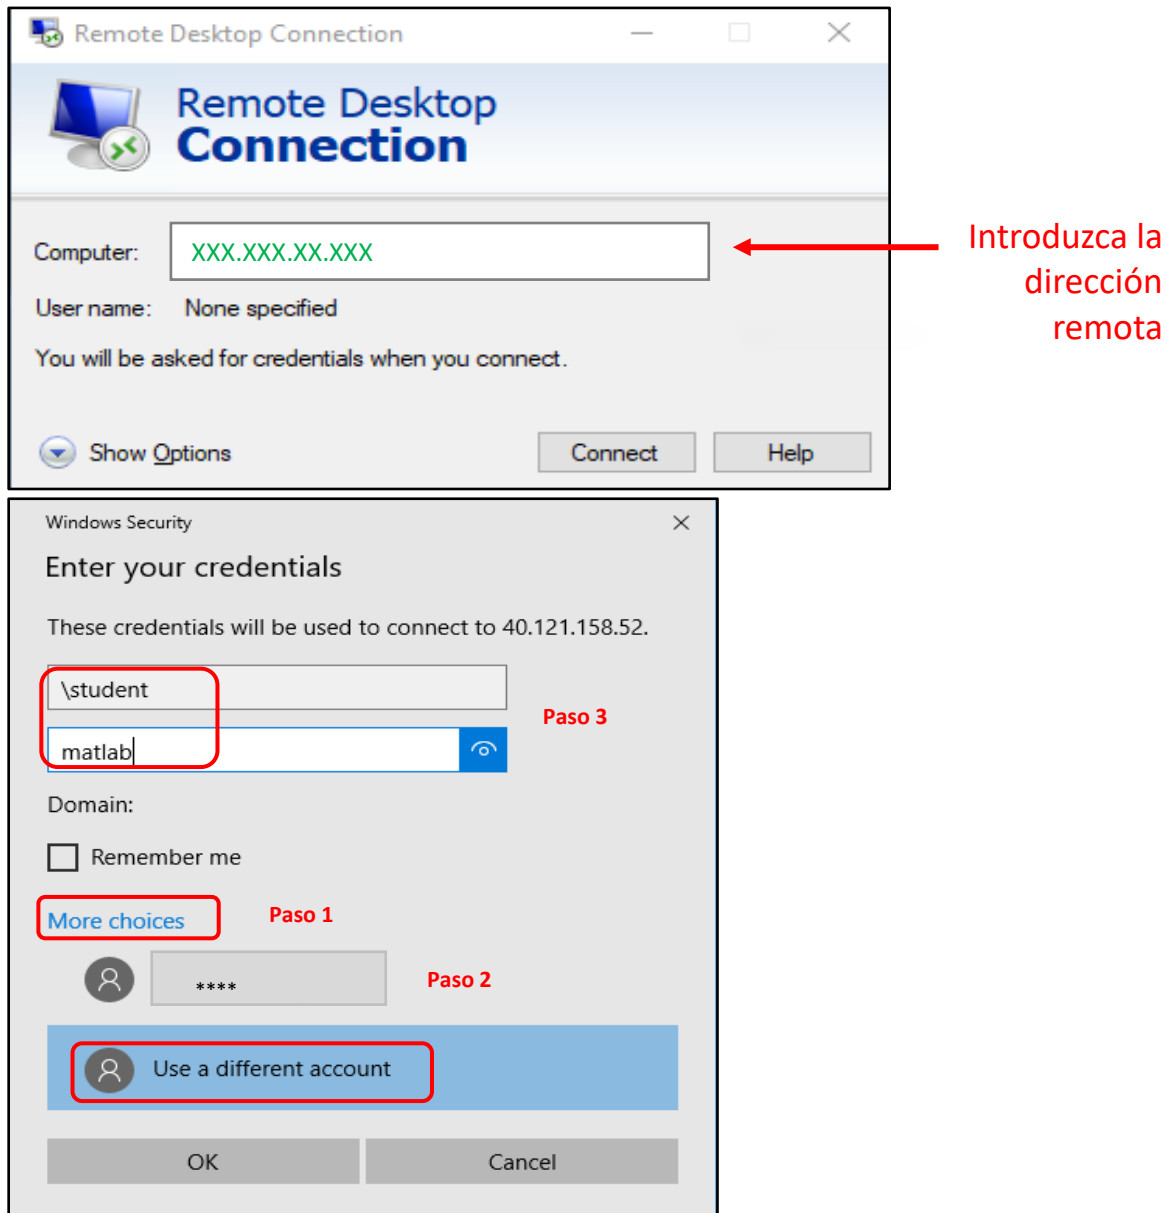 Remote Desktop Connection
Remote Desktop
Connection
Computer:
XXX.XXX.XX.XXX
Introduzca la
dirección
remota
User name:
None specified
You will be asked for credentials when you connect.
Show Options
Connect
Help
Windows Security
Enter your credentials
These credentials will be used to connect to 40.121.158.52.
\student
Paso 3
matlab
Domain:
Remember me
More choices
Paso 1
****
Paso 2
Use a different account
OK
Cancel